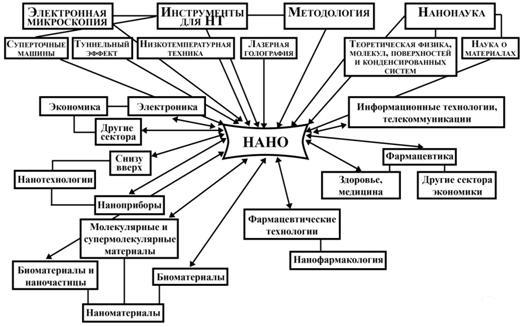 ЭЛЕКТРОННАЯ
МИКРОСКОПИЯ
ИНСТРУМЕНТЫ
ДЛЯ НТ
МЕТОДОЛОГИЯ
НАНОНАУКА
СУПЕРТОЧНЫЕ
МАШИНЫ
ТУННЕЛЬНЫЙ
ЭФФЕКТ
НИЗКОТЕМПЕРАТУРНАЯ
ТЕХНИКА
ЛАЗЕРНАЯ
ГОЛОГРАФИЯ
ТЕОРЕТИЧЕСКАЯ ФИЗИКА,
МОЛЕКУЛ, ПОВЕРХНОСТЕЙ
И КОНДЕНСИРОВАННЫХ
СИСТЕМ
НАУКА О
МАТЕРИАЛАХ
Экономика
Электроника
Другие
сектора
Информационные технологии,
телекоммуникации
НАНО
Снизу
вверх
Фармацевтика
Нанотехнологии
Здоровье,
медицина
Другие сектора
экономики
Наноприборы
Молекулярные и
супермолекулярные
материалы
Фармацевтические
технологии
Нанофармакология
Биоматериалы и
наночастицы
Биоматериалы
Наноматериалы